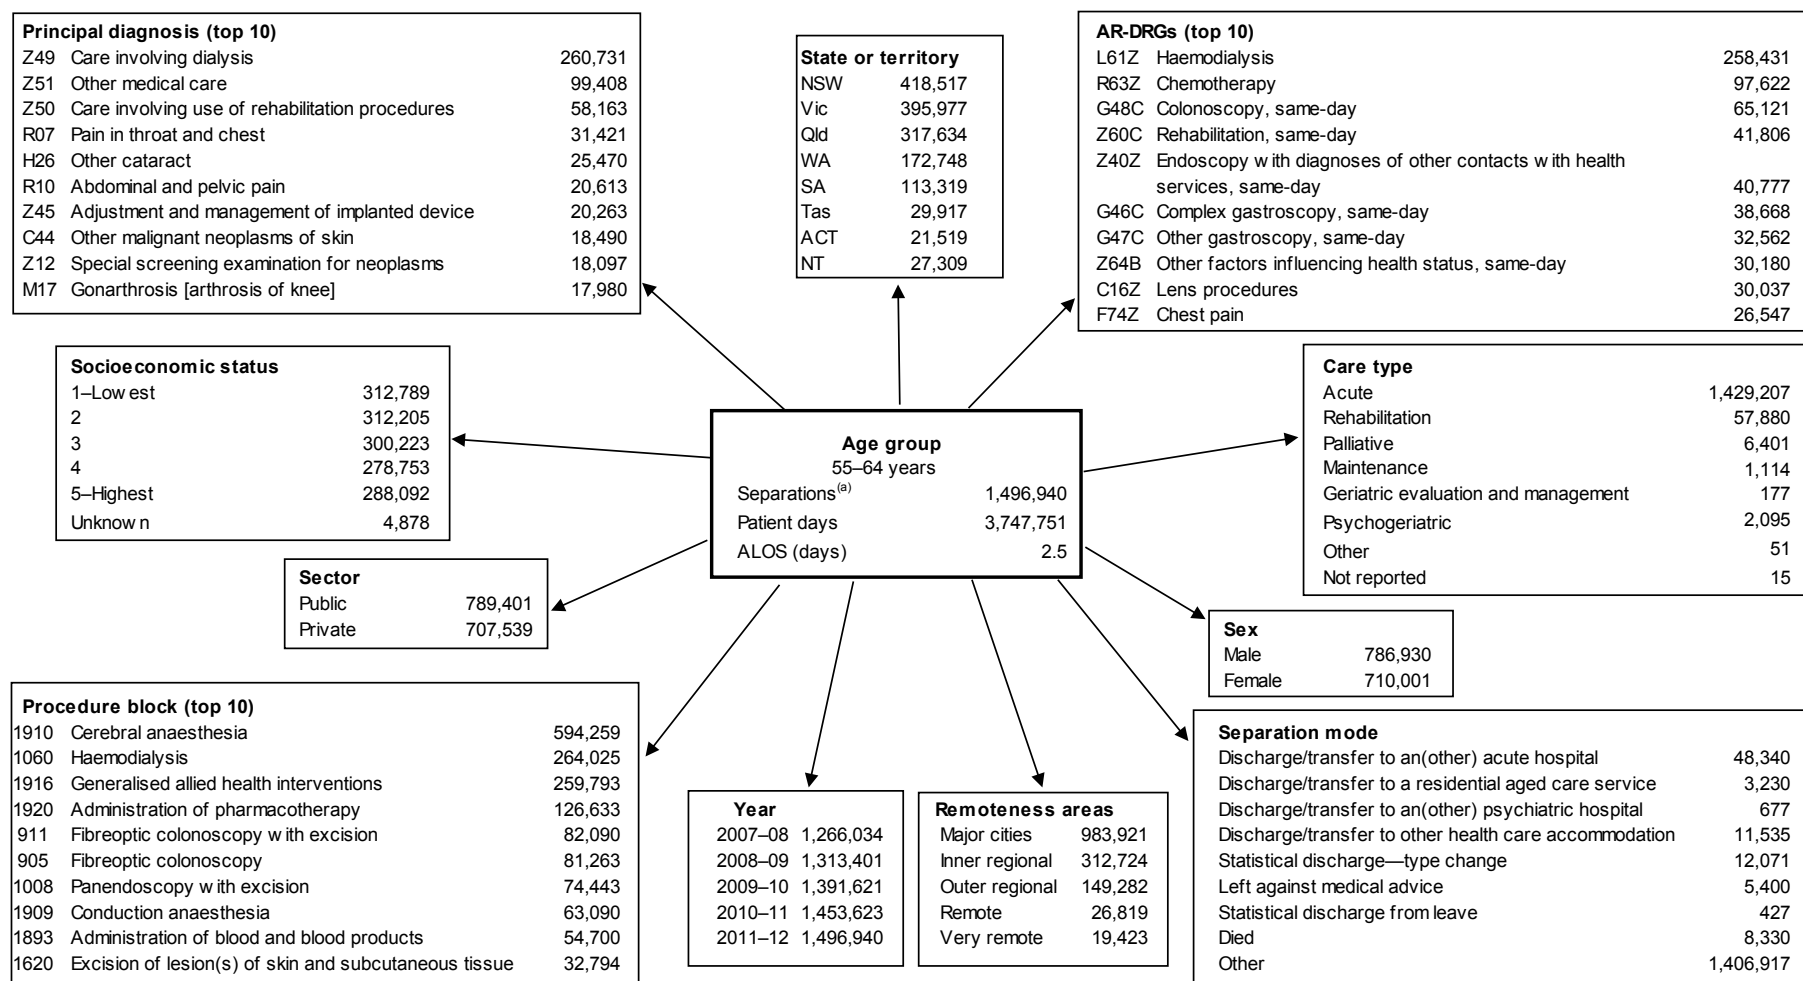 Principal diagnosis (top 10)
Z49 Care involving dialysis 260,731
Z51 Other medical care 99,408
Z50 Care involving use of rehabilitation procedures 58,163
R07 Pain in throat and chest 31,421
H26 Other cataract 25,470
R10 Abdominal and pelvic pain 20,613
Z45 Adjustment and management of implanted device 20,263
C44 Other malignant neoplasms of skin 18,490
Z12 Special screening examination for neoplasms 18,097
M17 Gonarthrosis [arthrosis of knee] 17,980
State or territory
NSW 418,517
Vic 395,977
Qld 317,634
WA 172,748
SA 113,319
Tas 29,917
ACT 21,519
NT 27,309
AR-DRGs (top 10)
L61Z Haemodialysis 258,431
R63Z Chemotherapy 97,622
G48C Colonoscopy, same-day 65,121
Z60C Rehabilitation, same-day 41,806
Z40Z Endoscopy with diagnoses of other contacts with health
services, same-day 40,777
G46C Complex gastroscopy, same-day 38,668
G47C Other gastroscopy, same-day 32,562
Z64B Other factors influencing health status, same-day 30,180
C16Z Lens procedures 30,037
F74Z Chest pain 26,547
Socioeconomic status
1–Lowest 312,789
2 312,205
3 300,223
4 278,753
5–Highest 288,092
Unknown 4,878
Age group
55–64 years
Separations(a) 1,496,940
Patient days 3,747,751
ALOS (days) 2.5
Care type
Acute 1,429,207
Rehabilitation 57,880
Palliative 6,401
Maintenance 1,114
Geriatric evaluation and management 177
Psychogeriatric 2,095
Other 51
Not reported 15
Sector
Public 789,401
Private 707,539
Sex
Male 786,930
Female 710,001
Procedure block (top 10)
1910 Cerebral anaesthesia 594,259
1060 Haemodialysis 264,025
1916 Generalised allied health interventions 259,793
1920 Administration of pharmacotherapy 126,633
911 Fibreoptic colonoscopy with excision 82,090
905 Fibreoptic colonoscopy 81,263
1008 Panendoscopy with excision 74,443
1909 Conduction anaesthesia 63,090
1893 Administration of blood and blood products 54,700
1620 Excision of lesion(s) of skin and subcutaneous tissue 32,794
Year
2007–08 1,266,034
2008–09 1,313,401
2009–10 1,391,621
2010–11 1,453,623
2011–12 1,496,940
Remoteness areas
Major cities 983,921
Inner regional 312,724
Outer regional 149,282
Remote 26,819
Very remote 19,423
Separation mode
Discharge/transfer to an(other) acute hospital 48,340
Discharge/transfer to a residential aged care service 3,230
Discharge/transfer to an(other) psychiatric hospital 677
Discharge/transfer to other health care accommodation 11,535
Statistical discharge—type change 12,071
Left against medical advice 5,400
Statistical discharge from leave 427
Died 8,330
Other 1,406,917